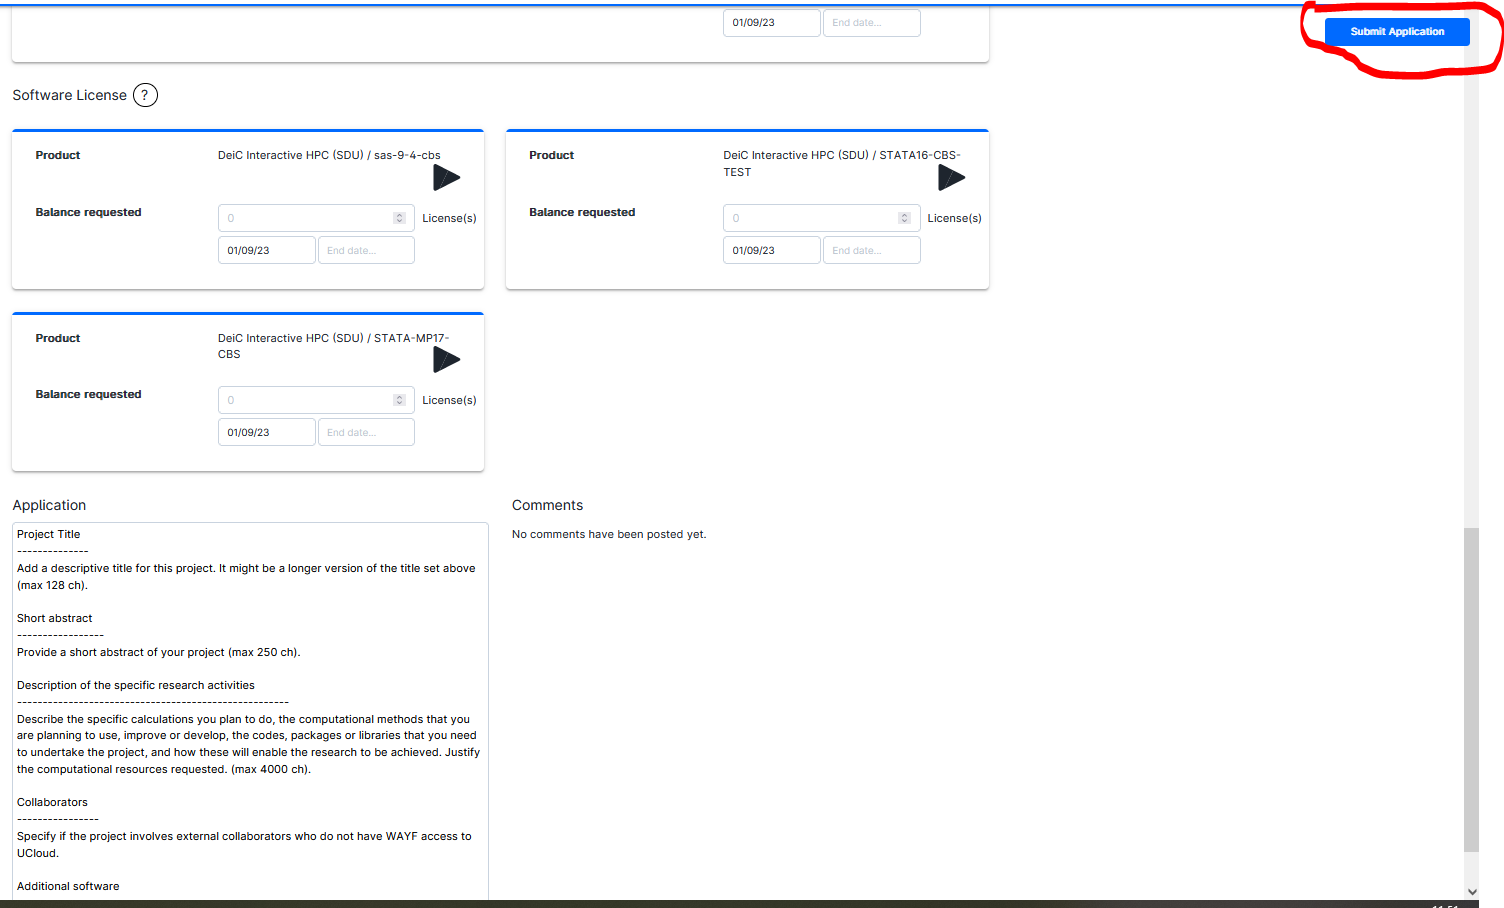 01/09/23 End date...
Submit Application
Software License ?
Product DeiC Interactive HPC (SDU) / sas-9-4-cbs
Balance requested 0 License(s)
01/09/23 End date...
Product DeiC Interactive HPC (SDU) / STATA16-CBS-
TEST
Balance requested 0 License(s)
01/09/23 End date...
Product DeiC Interactive HPC (SDU) / STATA-MP17-
CBS
Balance requested 0 License(s)
01/09/23 End date...
Application
Project Title
--------------
Add a descriptive title for this project. It might be a longer version of the title set above
(max 128 ch).
Short abstract
-----------------
Provide a short abstract of your project (max 250 ch).
Description of the specific research activities
-----------------------------------------------------
Describe the specific calculations you plan to do, the computational methods that you
are planning to use, improve or develop, the codes, packages or libraries that you need
to undertake the project, and how these will enable the research to be achieved. Justify
the computational resources requested. (max 4000 ch).
Collaborators
----------------
Specify if the project involves external collaborators who do not have WAYF access to
UCloud.
Additional software
Comments
No comments have been posted yet.